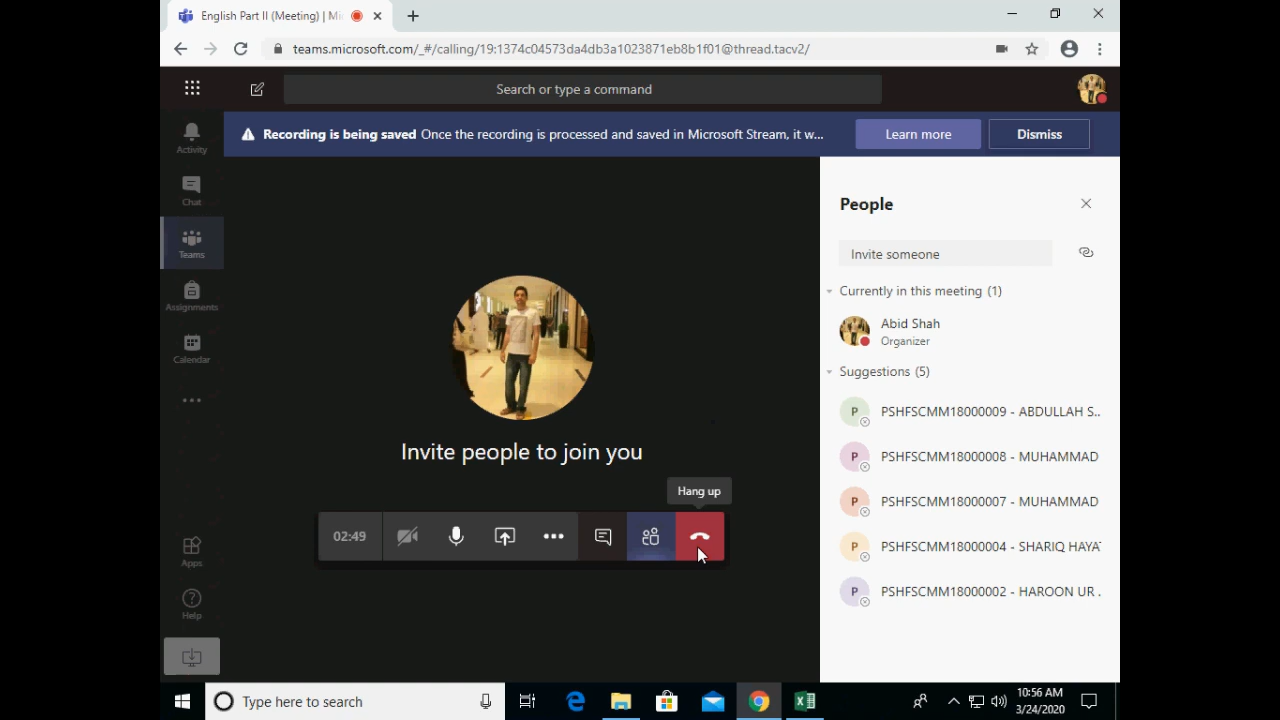 English Part II (Meeting) | Mi
teams.microsoft.com/_#/calling/19:1374c04573da4db3a1023871eb8b1f01@thread.tacv2/
Search or type a command
Recording is being saved Once the recording is processed and saved in Microsoft Stream, it w...
Learn more
Dismiss
Activity
Chat
Teams
Assignments
Calendar
Apps
Help
Invite people to join you
Hang up
02:49
People
Invite someone
Currently in this meeting (1)
Abid Shah
Organizer
Suggestions (5)
P PSHFSCMM18000009 - ABDULLAH S..
P PSHFSCMM18000008 - MUHAMMAD
P PSHFSCMM18000007 - MUHAMMAD
P PSHFSCMM18000004 - SHARIQ HAYA
P PSHFSCMM18000002 - HAROON UR .
Type here to search
10:56 AM
3/24/2020